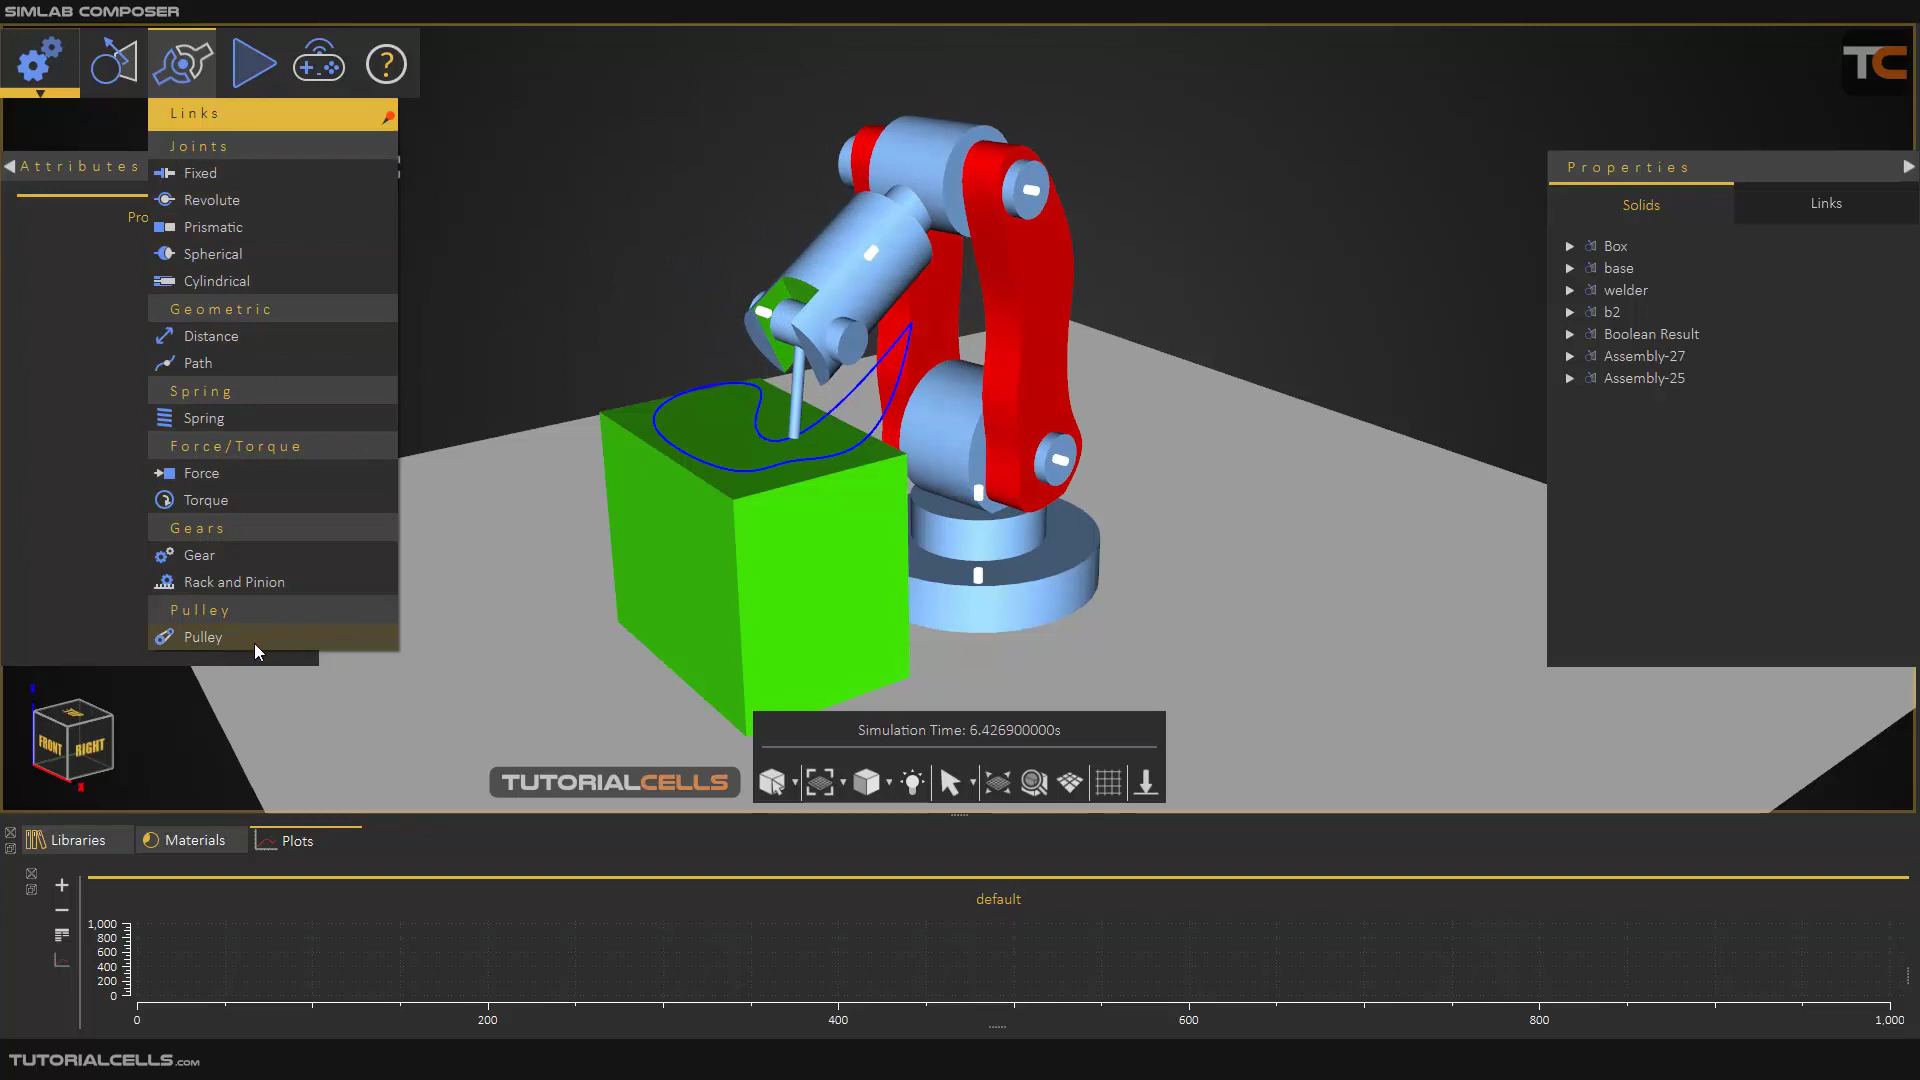 SIMLAB COMPOSER
TC
Links
Joints
Attributes
Fixed
Revolute
Pro
Prismatic
Spherical
Cylindrical
Geometric
Distance
Path
Spring
Spring
Force/Torque
Force
Torque
Gears
Gear
Rack and Pinion
Pulley
Pulley
Properties
Solids
Links
Box
base
welder
b2
Boolean Result
Assembly-27
Assembly-25
TOP
FRONT
RIGHT
Simulation Time: 6.426900000s
TUTORIALCELLS
Libraries
Materials
Plots
default
1,000
800
600
400
200
0
0
200
400
600
800
1,000
TUTORIALCELLS.com